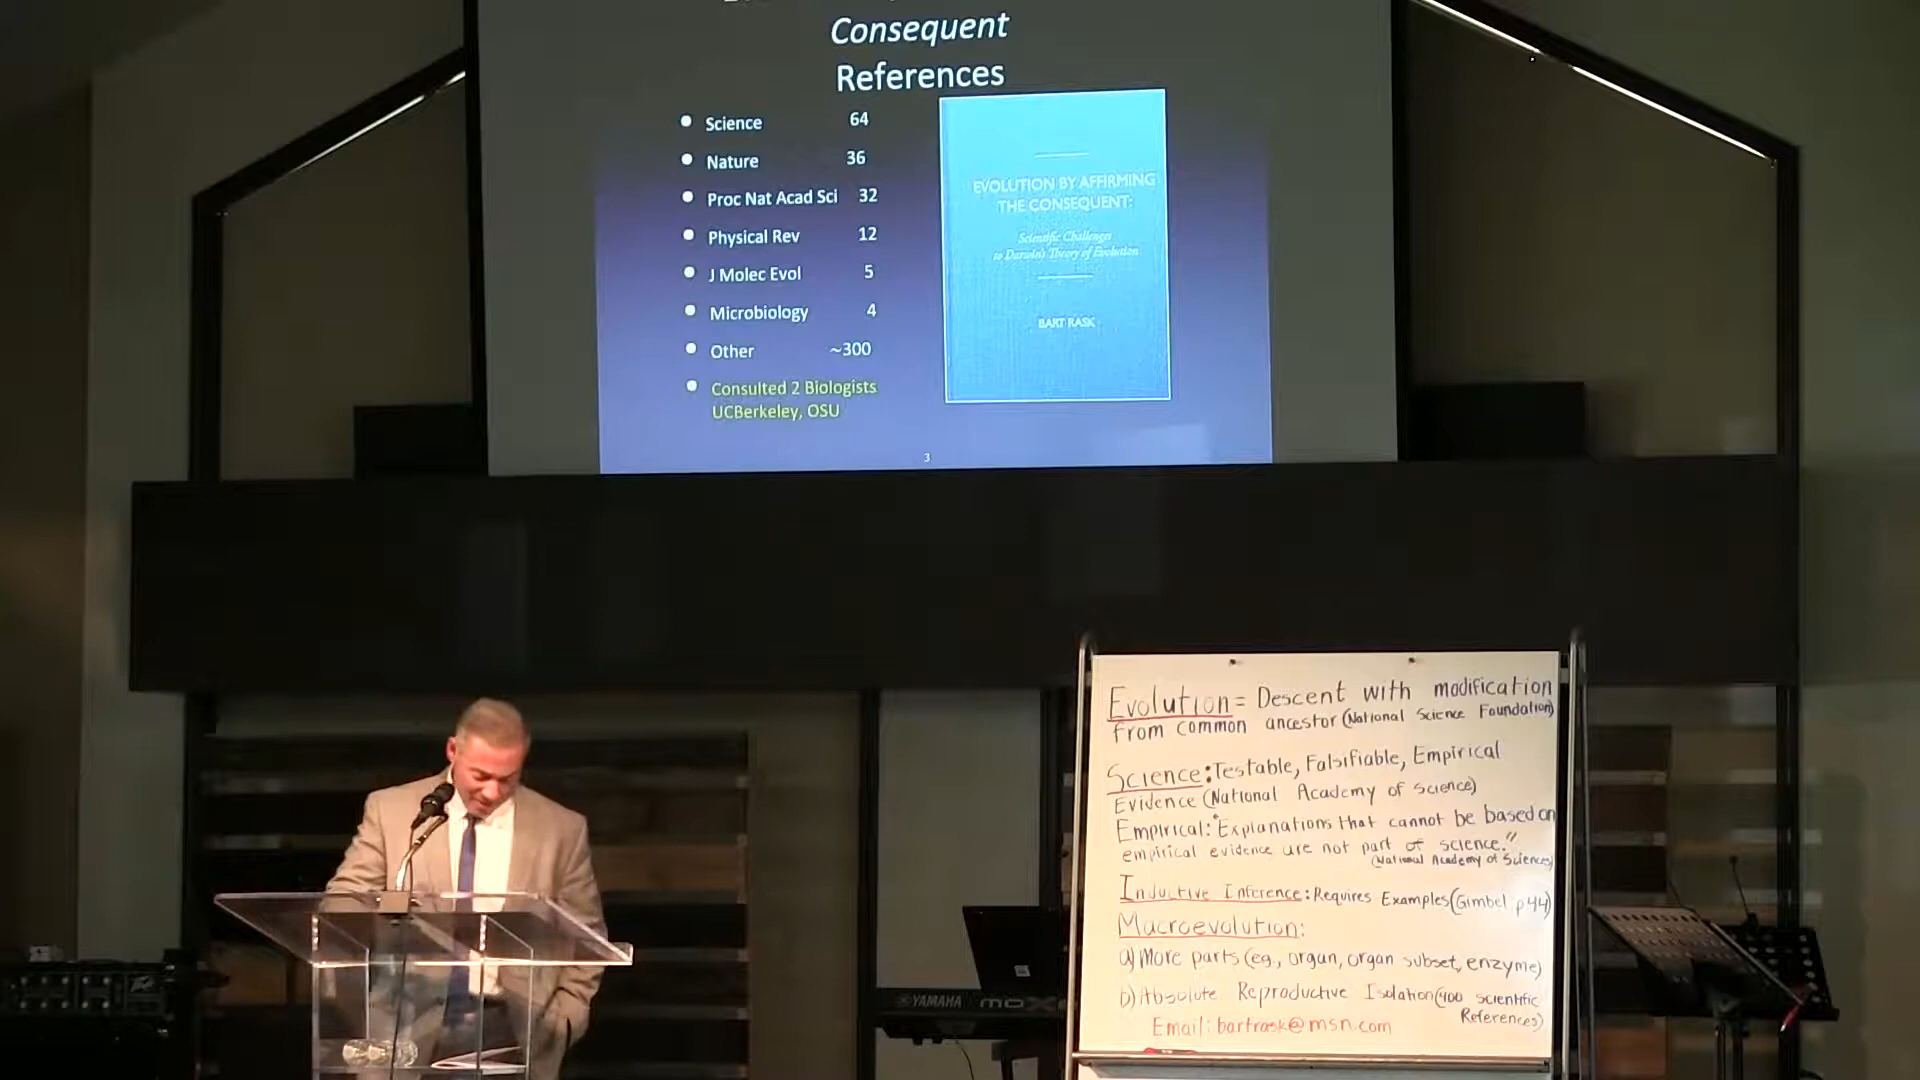 Consequent
References
Science 64
Nature 36
Proc Nat Acad Sci 32
Physical Rev 12
J Molec Evol 5
Microbiology 4
Other ~300
Consulted 2 Biologists
UCBerkeley, OSU
3
EVOLUTION BY AFFIRMING
THE CONSEQUENT:
Scientific Challenges
to Darwin's Theory of Evolution
BART RASK
Evolution = Descent with modification
from common ancestor (National Science Foundation)
Science: Testable, Falsifiable, Empirical
Evidence (National Academy of Science)
Empirical: "Explanations that cannot be based on
empirical evidence are not part of science."
(National Academy of Sciences)
Inductive Inference: Requires Examples (Gimbel p44)
Macroevolution:
a) More parts (eg., organ, organ subset, enzyme)
b) Absolute Reproductive Isolation (400 scientific
References)
Email: bartrask@msn.com
YAMAHA MOX
PEAVEY